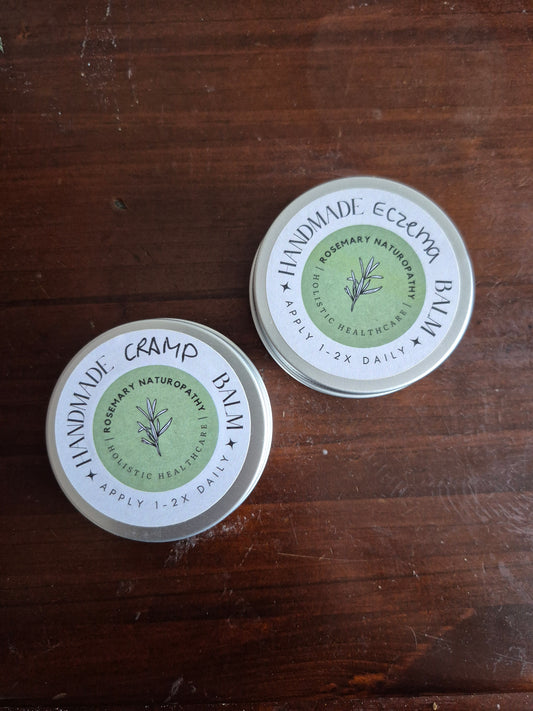 HANDMADE Eczema BALM
ROSEMARY NATUROPATHY
| HOLISTIC HEALTHCARE |
APPLY 1-2X DAILY
HANDMADE CRAMP BALM
ROSEMARY NATUROPATHY
| HOLISTIC HEALTHCARE |
APPLY 1-2X DAILY